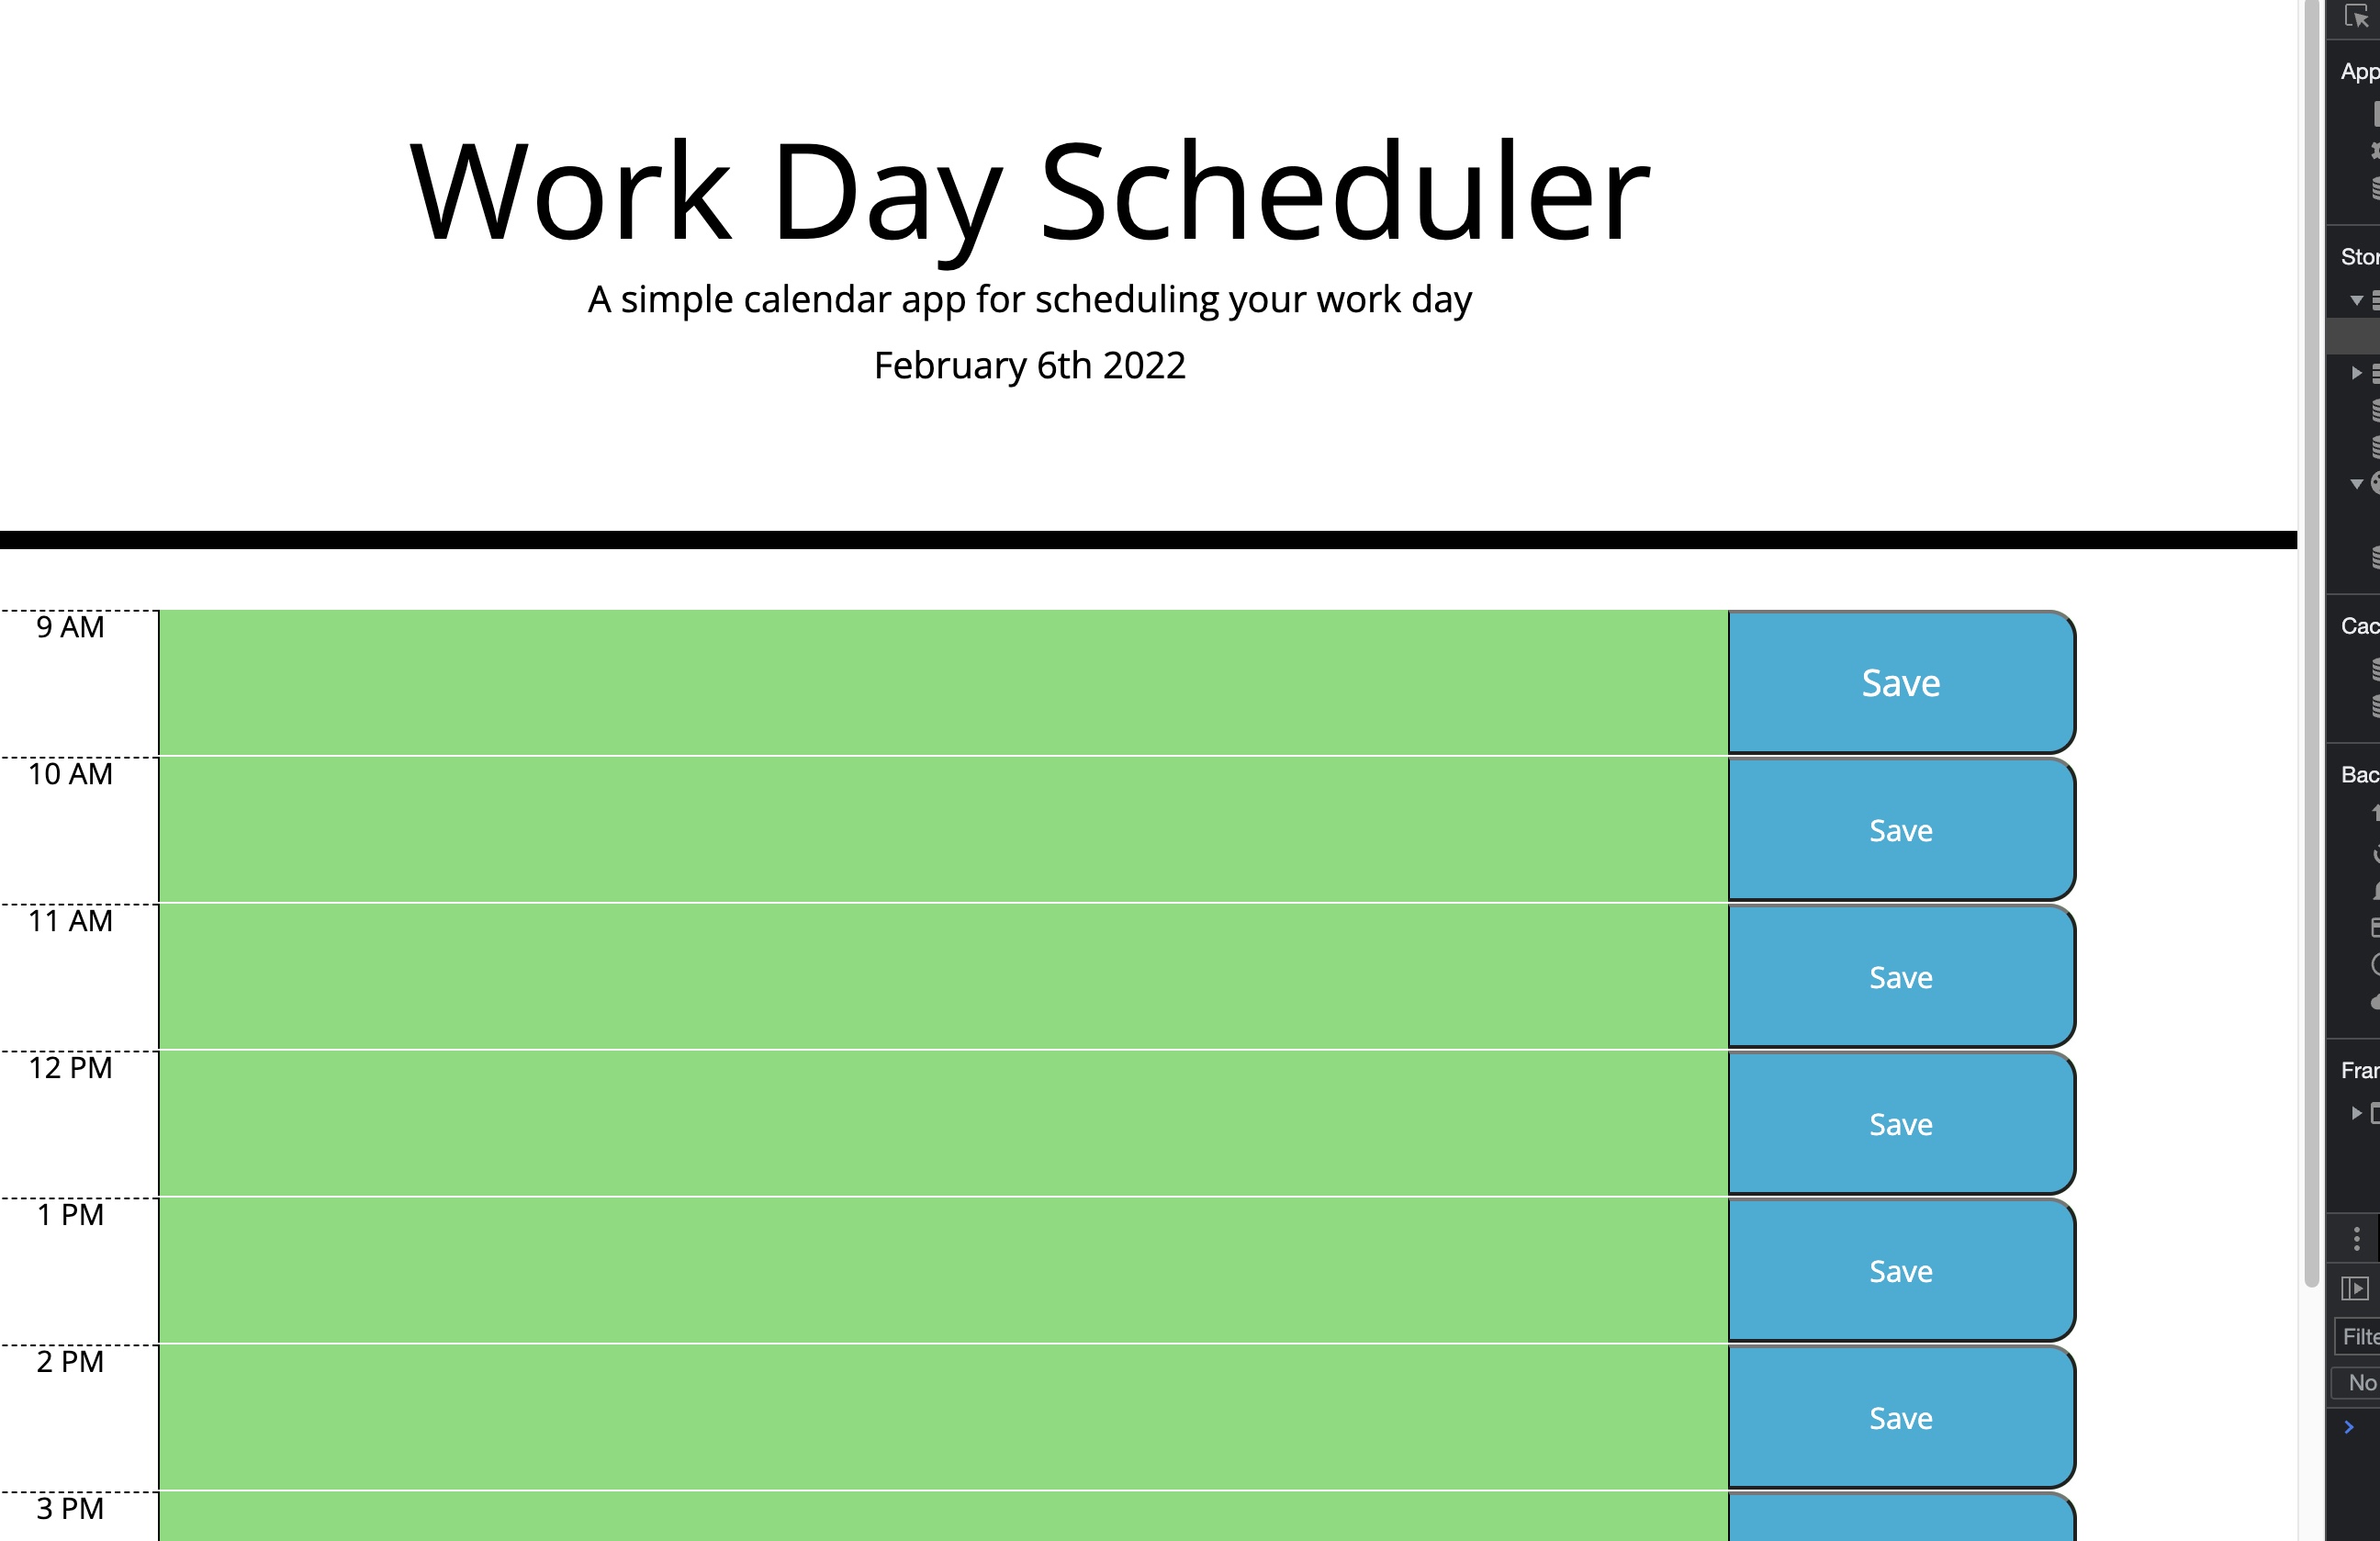 Work Day Scheduler
A simple calendar app for scheduling your work day
February 6th 2022
9 AM
Save
10 AM
Save
11 AM
Save
12 PM
Save
1 PM
Save
2 PM
Save
3 PM
App
Stor
Cac
Bac
Fran
Filte
No